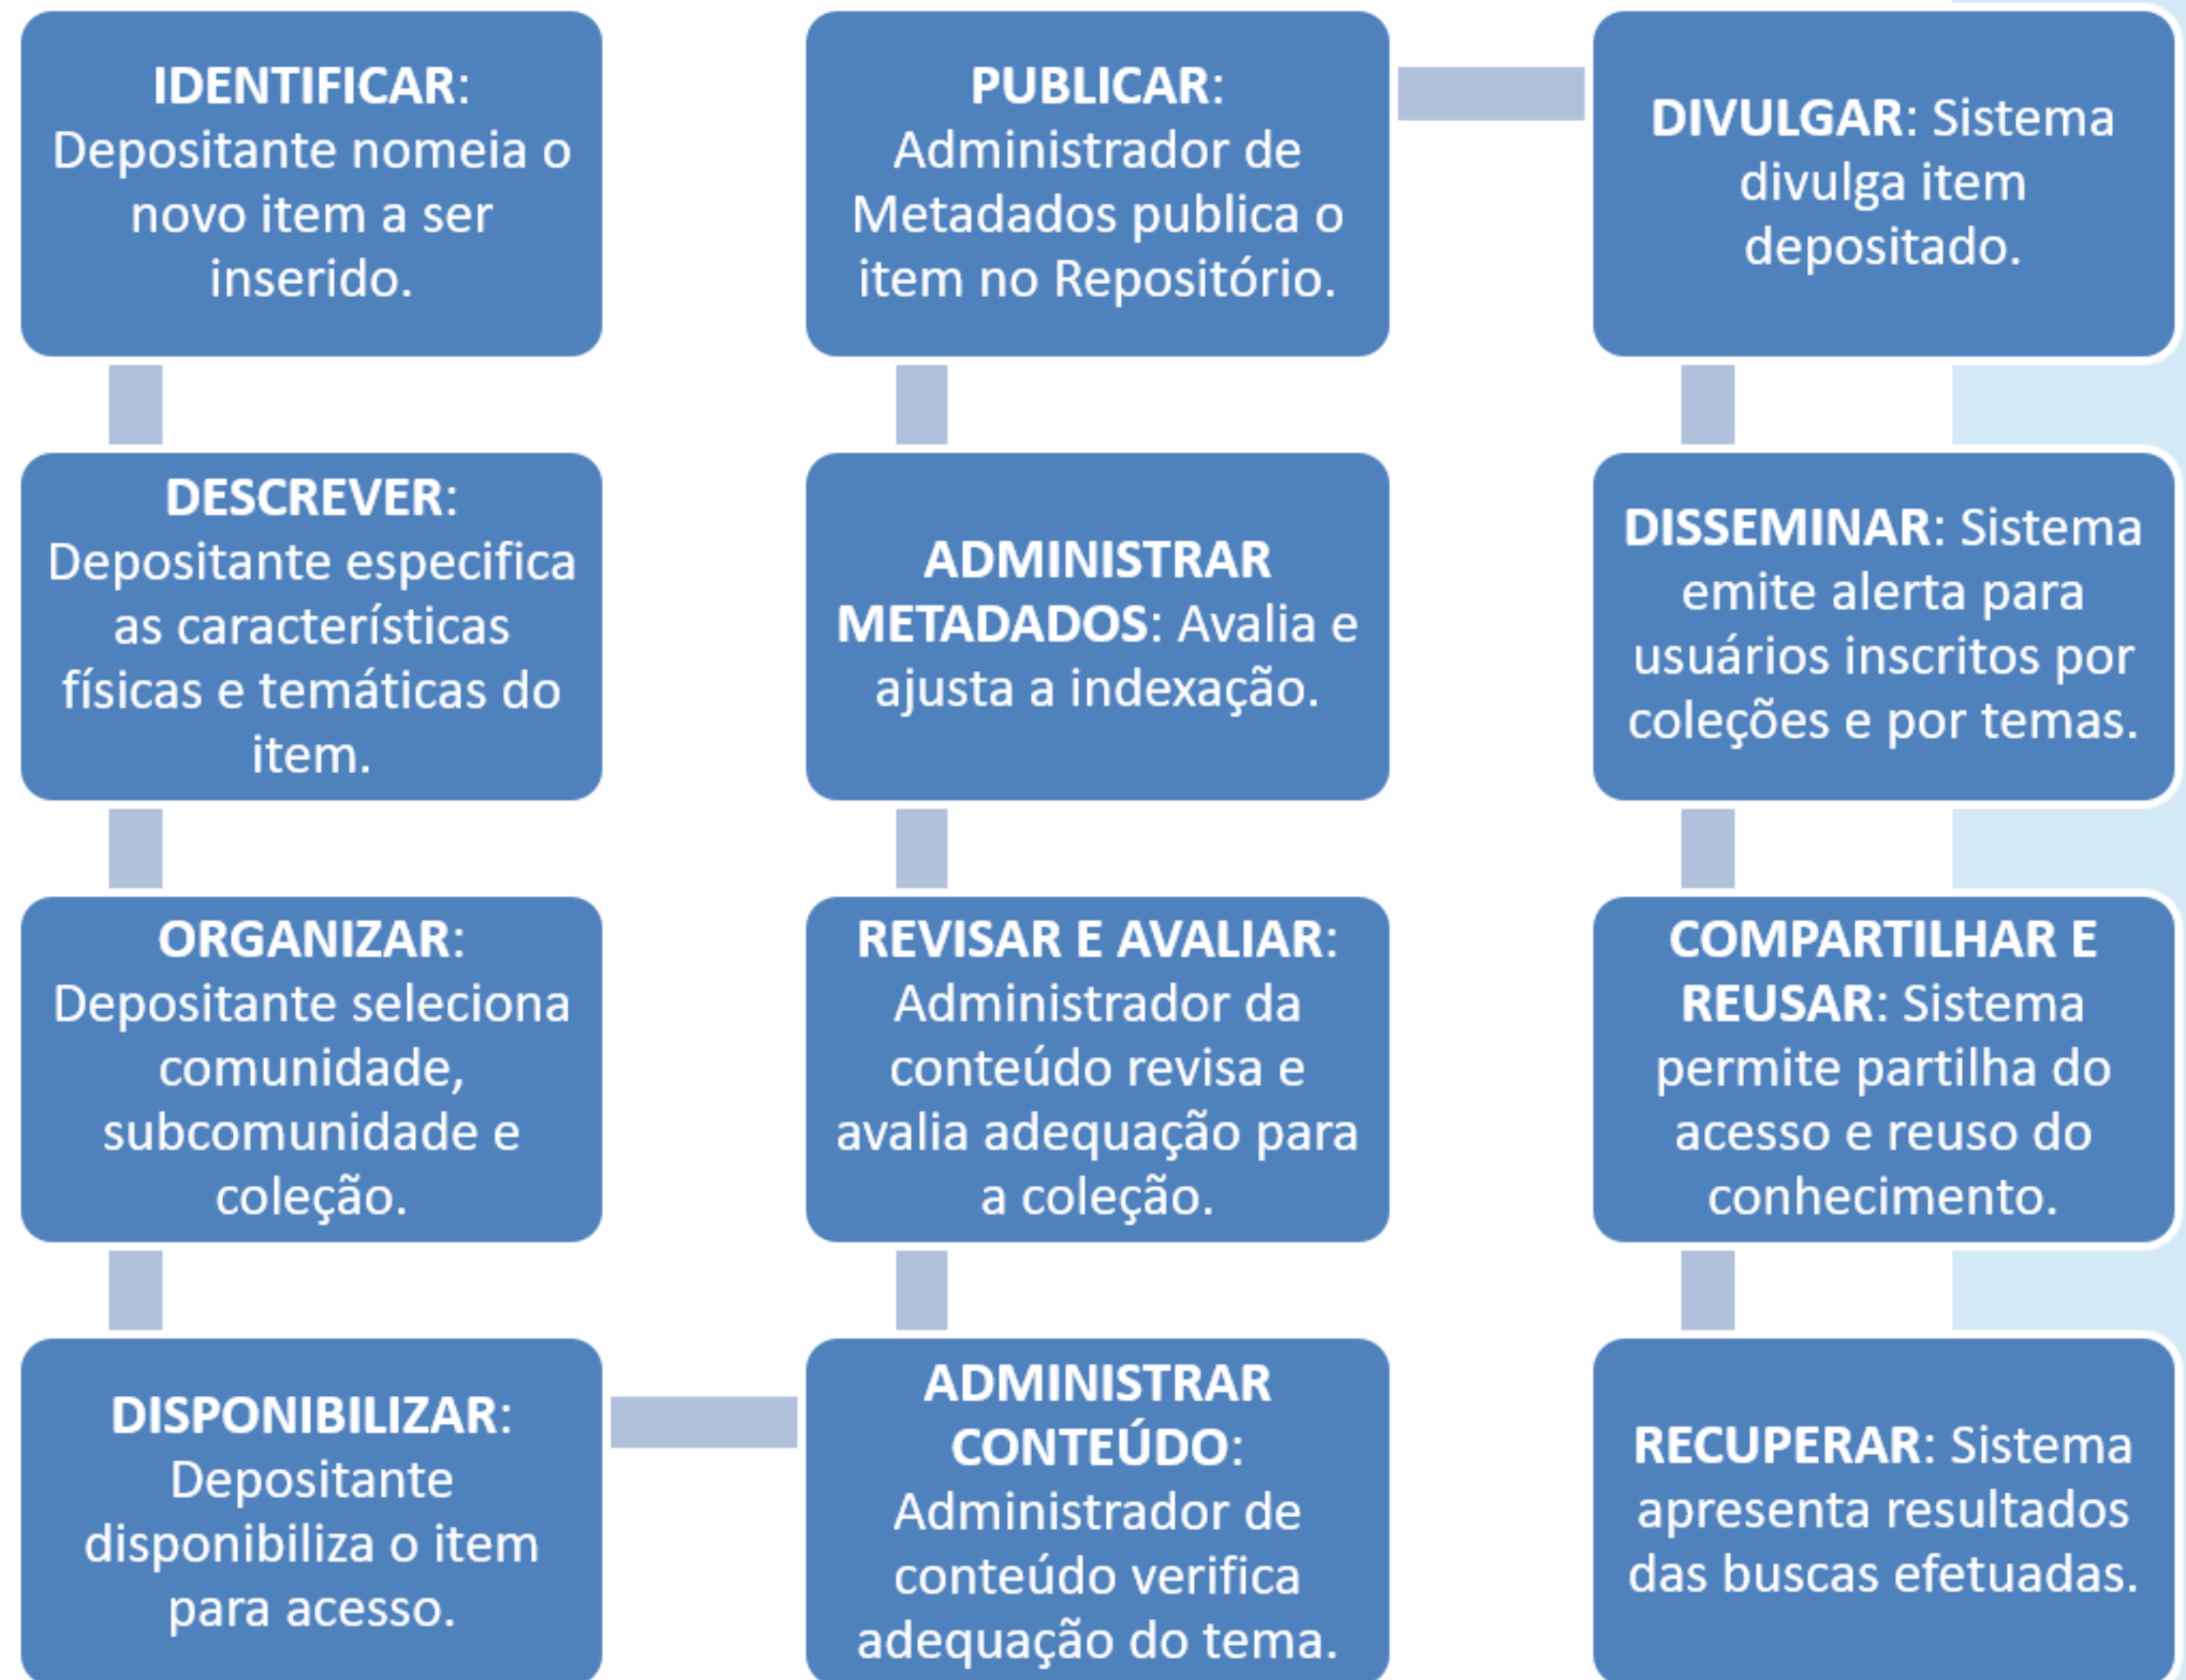 IDENTIFICAR:
Depositante nomeia o
novo item a ser
inserido.
DESCREVER:
Depositante especifica
as características
físicas e temáticas do
item.
ORGANIZAR:
Depositante seleciona
comunidade,
subcomunidade e
coleção.
DISPONIBILIZAR:
Depositante
disponibiliza o item
para acesso.
ADMINISTRAR
CONTEÚDO:
Administrador de
conteúdo verifica
adequação do tema.
REVISAR E AVALIAR:
Administrador da
conteúdo revisa e
avalia adequação para
a coleção.
ADMINISTRAR
METADADOS: Avalia e
ajusta a indexação.
PUBLICAR:
Administrador de
Metadados publica o
item no Repositório.
DIVULGAR: Sistema
divulga item
depositado.
DISSEMINAR: Sistema
emite alerta para
usuários inscritos por
coleções e por temas.
COMPARTILHAR E
REUSAR: Sistema
permite partilha do
acesso e reuso do
conhecimento.
RECUPERAR: Sistema
apresenta resultados
das buscas efetuadas.